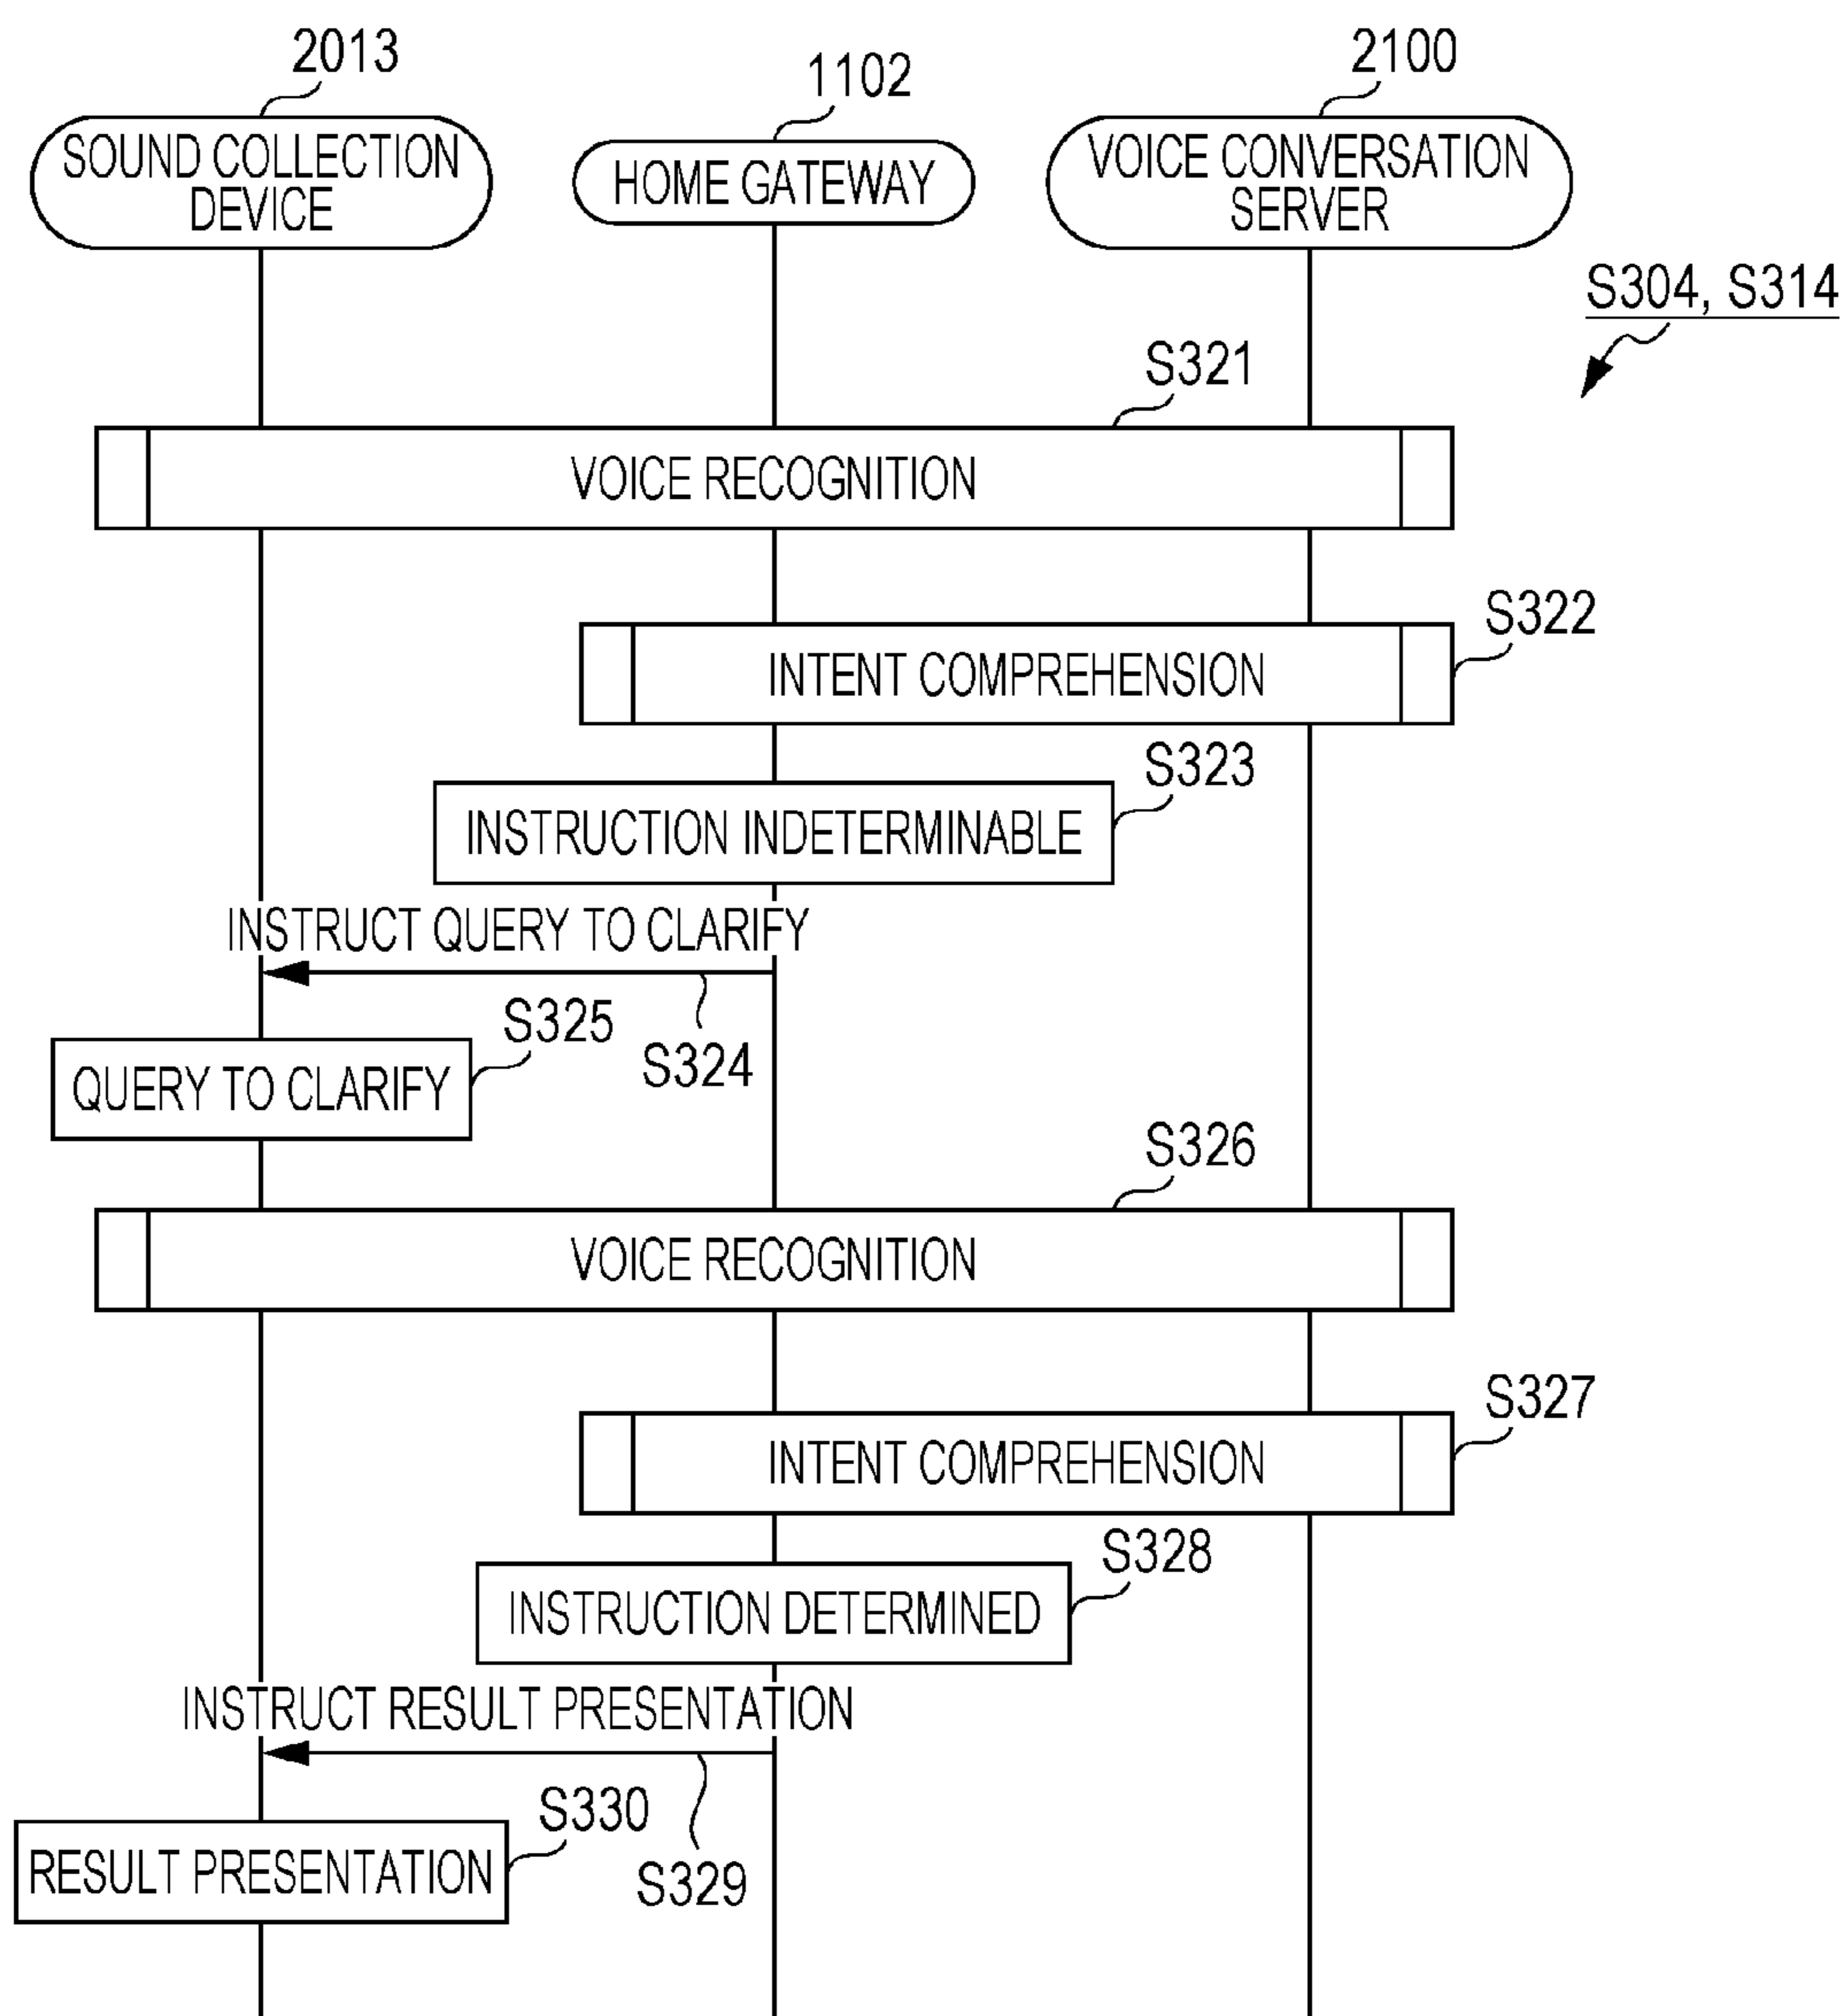 2013
1102
2100
SOUND COLLECTION
DEVICE
HOME GATEWAY
VOICE CONVERSATION
SERVER
S304, S314
S321
VOICE RECOGNITION
S322
INTENT COMPREHENSION
S323
INSTRUCTION INDETERMINABLE
INSTRUCT QUERY TO CLARIFY
S324
S325
QUERY TO CLARIFY
S326
VOICE RECOGNITION
S327
INTENT COMPREHENSION
S328
INSTRUCTION DETERMINED
INSTRUCT RESULT PRESENTATION
S329
S330
RESULT PRESENTATION